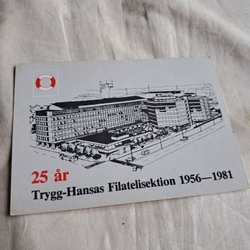 25 år
Trygg-Hansas Filatelisektion 1956—1981